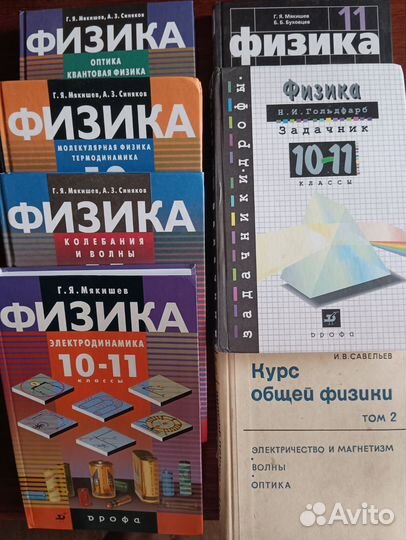 Г. Я. Мякишев, А. З. Синяков
ФИЗИКА
ОПТИКА
КВАНТОВАЯ ФИЗИКА
Г. Я. Мякишев, А. З. Синяков
ФИЗИКА
МОЛЕКУЛЯРНАЯ ФИЗИКА
ТЕРМОДИНАМИКА
Г. Я. Мякишев, А. З. Синяков
ФИЗИКА
КОЛЕБАНИЯ
И ВОЛНЫ
Г. Я. Мякишев
ФИЗИКА
ЭЛЕКТРОДИНАМИКА
10-11
классы
дрофа
Г. Я. Мякишев
Б. Б. Буховцев
11
физика
задачники·дрофы
Физика
Н.И.Гольдфарб
Задачник
10-11
классы
дрофа
И.В.САВЕЛЬЕВ
Курс
общей физики
ТОМ 2
ЭЛЕКТРИЧЕСТВО И МАГНЕТИЗМ
ВОЛНЫ
ОПТИКА
Avito